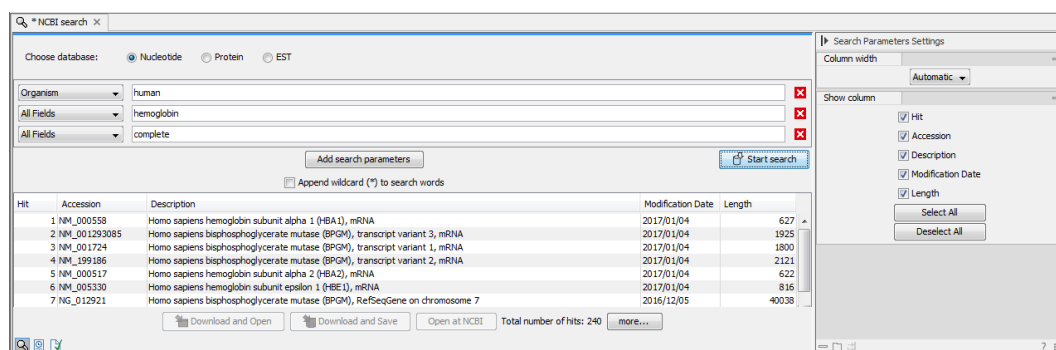 * NCBI search
Search Parameters Settings
Choose database: Nucleotide Protein EST
Column width
Automatic
Organism human
Show column
All Fields hemoglobin
Hit
All Fields complete
Accession
Add search parameters Start search
Description
Append wildcard (*) to search words
Modification Date
Length
Select All
Deselect All
Hit Accession Description Modification Date Length
1 NM_000558 Homo sapiens hemoglobin subunit alpha 1 (HBA1), mRNA 2017/01/04 627
2 NM_001293085 Homo sapiens bisphosphoglycerate mutase (BPGM), transcript variant 3, mRNA 2017/01/04 1925
3 NM_001724 Homo sapiens bisphosphoglycerate mutase (BPGM), transcript variant 1, mRNA 2017/01/04 1800
4 NM_199186 Homo sapiens bisphosphoglycerate mutase (BPGM), transcript variant 2, mRNA 2017/01/04 2121
5 NM_000517 Homo sapiens hemoglobin subunit alpha 2 (HBA2), mRNA 2017/01/04 622
6 NM_005330 Homo sapiens hemoglobin subunit epsilon 1 (HBE1), mRNA 2017/01/04 816
7 NG_012921 Homo sapiens bisphosphoglycerate mutase (BPGM), RefSeqGene on chromosome 7 2016/12/05 40038
Download and Open Download and Save Open at NCBI Total number of hits: 240 more...
?